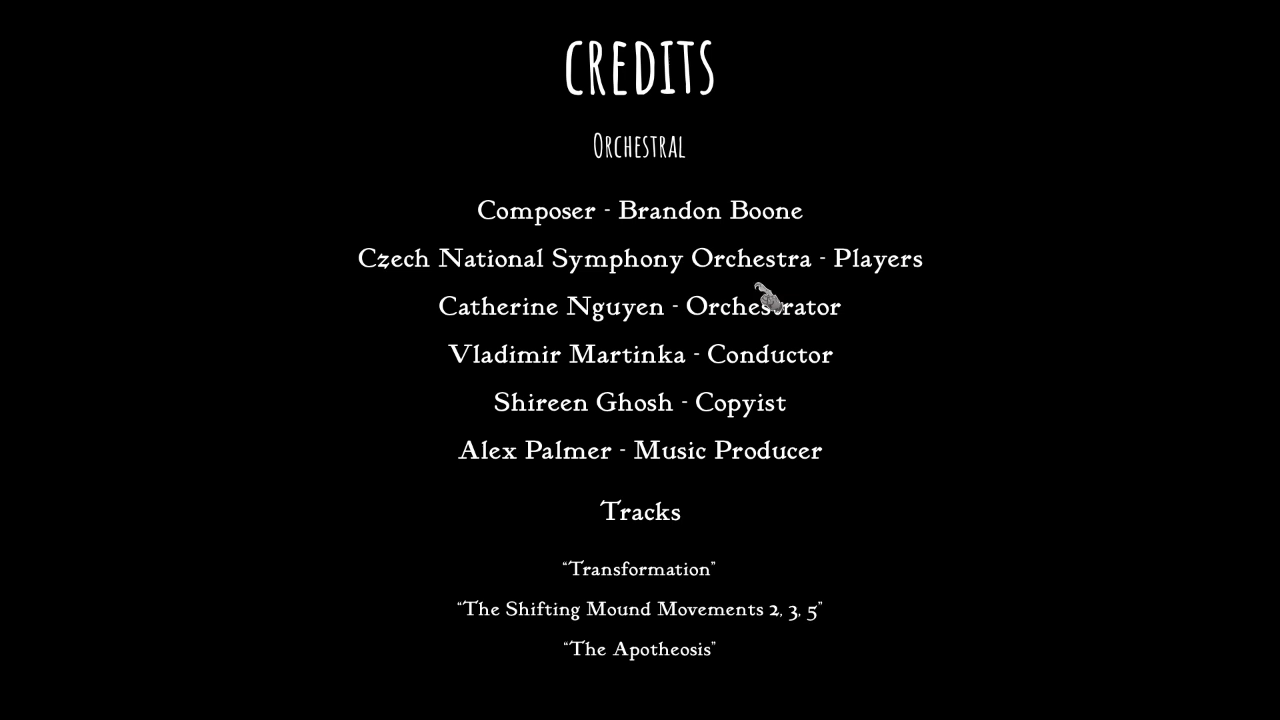 CREDITS
ORCHESTRAL
Composer - Brandon Boone
Czech National Symphony Orchestra - Players
Catherine Nguyen - Orchestrator
Vladimir Martinka - Conductor
Shireen Ghosh - Copyist
Alex Palmer - Music Producer
Tracks
“Transformation”
“The Shifting Mound Movements 2, 3, 5”
“The Apotheosis”